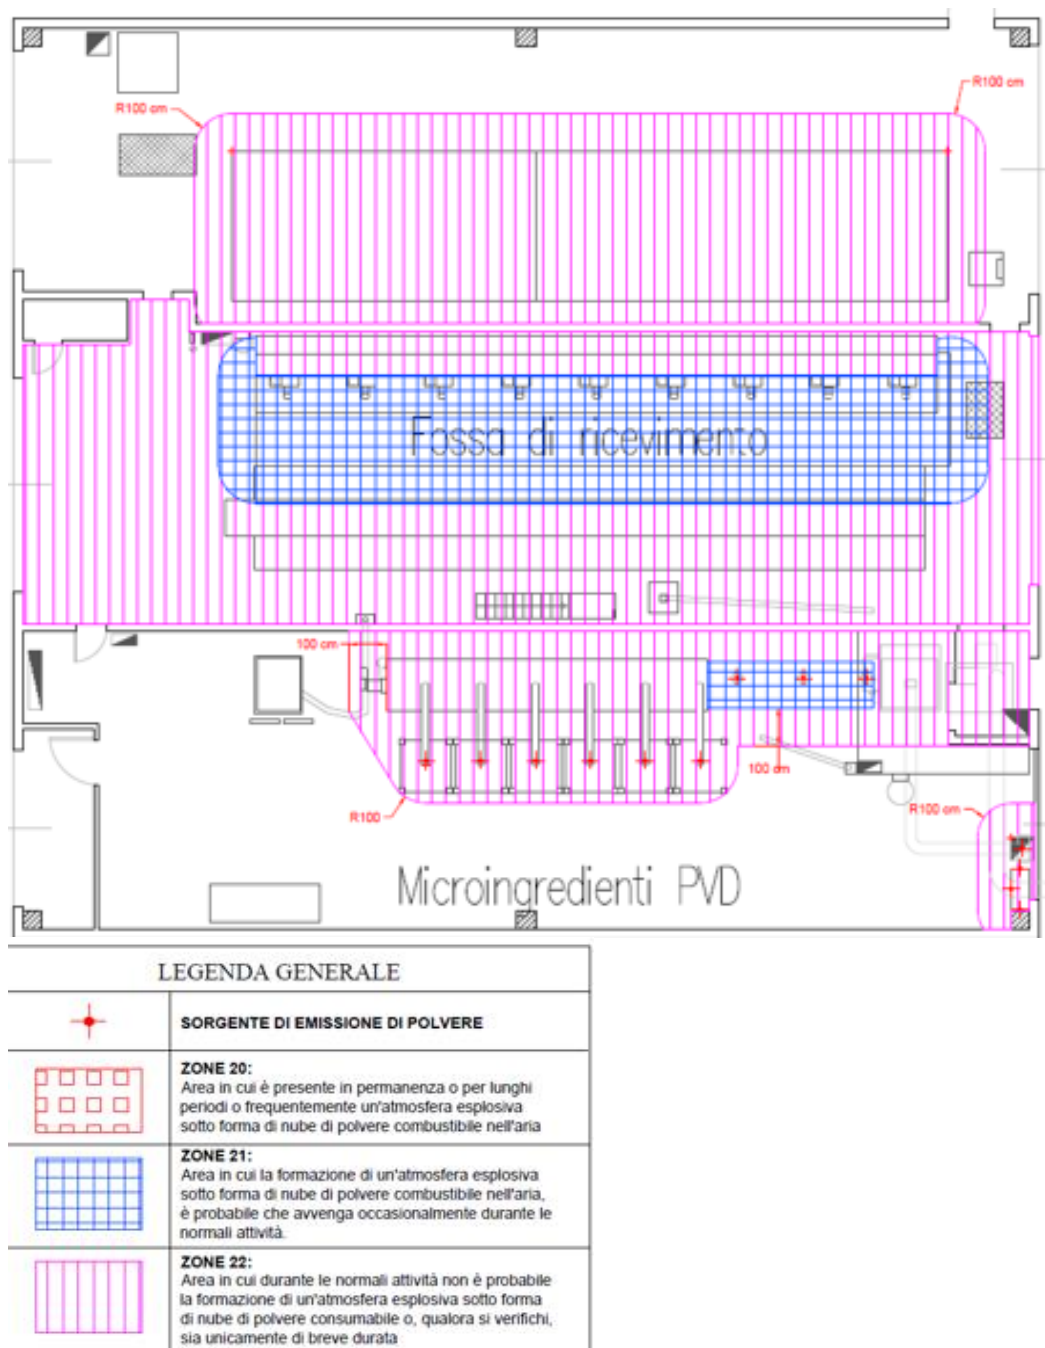 R100 cm
R100 cm
Fossa di ricevimento
100 cm
100 cm
R100
R100 cm
Microingredienti PVD
LEGENDA GENERALE
SORGENTE DI EMISSIONE DI POLVERE
ZONE 20:
Area in cui è presente in permanenza o per lunghi
periodi o frequentemente un'atmosfera esplosiva
sotto forma di nube di polvere combustibile nell'aria
ZONE 21:
Area in cui la formazione di un'atmosfera esplosiva
sotto forma di nube di polvere combustibile nell'aria,
è probabile che avvenga occasionalmente durante le
normali attività.
ZONE 22:
Area in cui durante le normali attività non è probabile
la formazione di un'atmosfera esplosiva sotto forma
di nube di polvere consumabile o, qualora si verifichi,
sia unicamente di breve durata